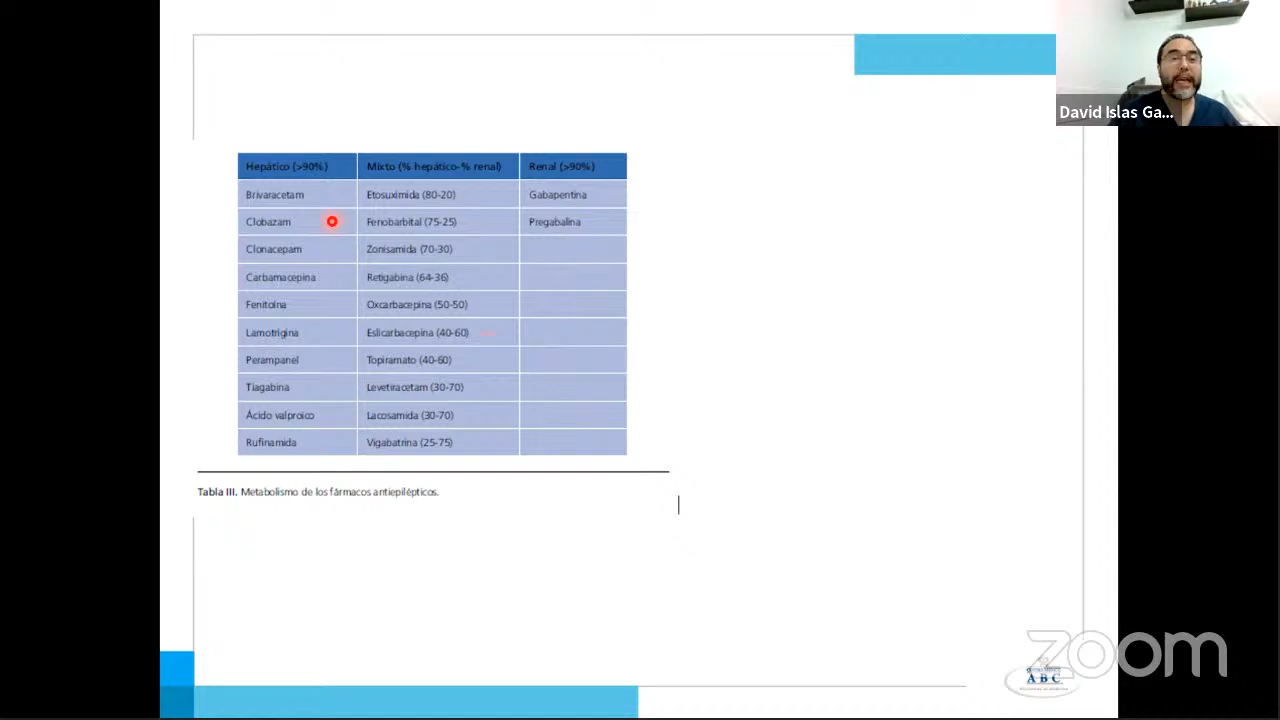 David Islas Ga...
Hepático (>90%) Mixto (% hepático-% renal) Renal (>90%)
Brivaracetam Etosuximida (80-20) Gabapentina
Clobazam Fenobarbital (75-25) Pregabalina
Clonacepam Zonisamida (70-30)
Carbamacepina Retigabina (64-36)
Fenitoína Oxcarbacepina (50-50)
Lamotrigina Eslicarbacepina (40-60)
Perampanel Topiramato (40-60)
Tiagabina Levetiracetam (30-70)
Ácido valproico Lacosamida (30-70)
Rufinamida Vigabatrina (25-75)
Tabla III. Metabolismo de los fármacos antiepilépticos.
zoom
ABC